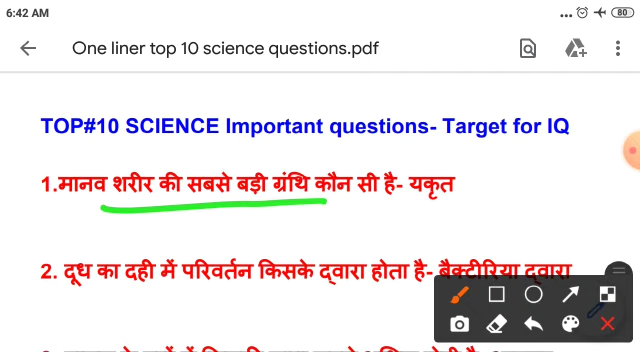 6:42 AM
80
One liner top 10 science questions.pdf
TOP#10 SCIENCE Important questions- Target for IQ
1.मानव शरीर की सबसे बड़ी ग्रंथि कौन सी है- यकृत
2. दूध का दही में परिवर्तन किसके द्वारा होता है- बैक्टीरिया द्वारा